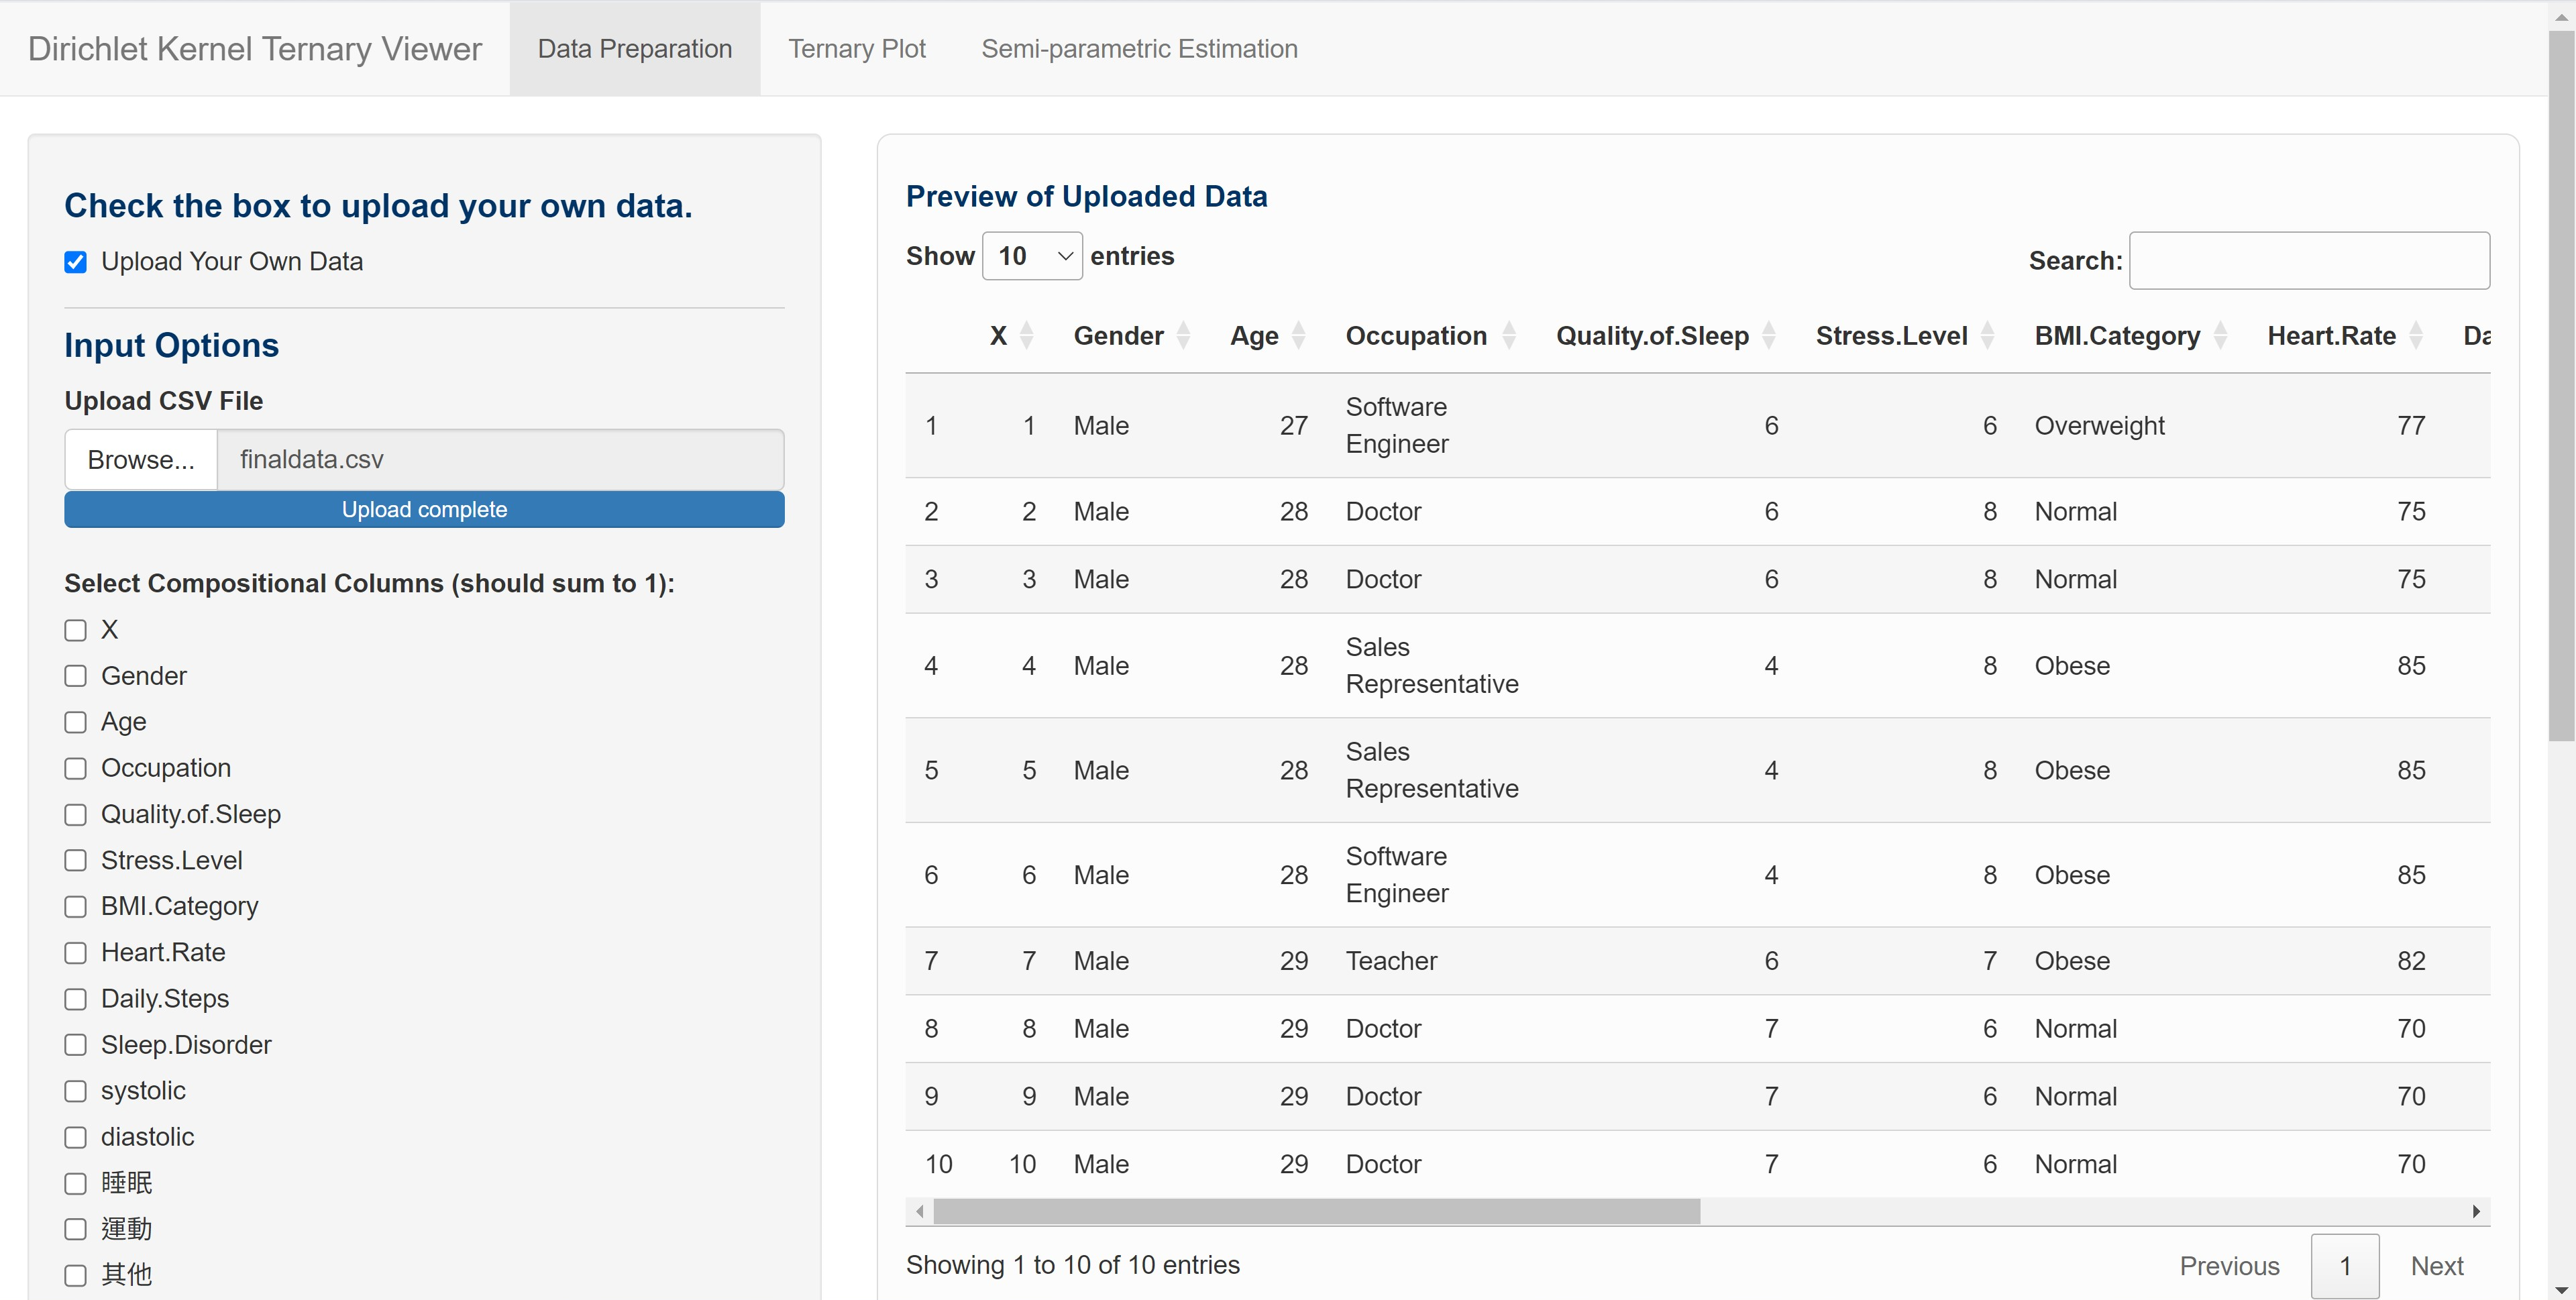 Dirichlet Kernel Ternary Viewer Data Preparation Ternary Plot Semi-parametric Estimation
Check the box to upload your own data.
Upload Your Own Data
Input Options
Upload CSV File
Browse... finaldata.csv
Upload complete
Select Compositional Columns (should sum to 1):
X
Gender
Age
Occupation
Quality.of.Sleep
Stress.Level
BMI.Category
Heart.Rate
Daily.Steps
Sleep.Disorder
systolic
diastolic
睡眠
運動
其他
Preview of Uploaded Data
Show 10 entries
Search:
X Gender Age Occupation Quality.of.Sleep Stress.Level BMI.Category Heart.Rate Da
1 1 Male 27 Software Engineer 6 6 Overweight 77
2 2 Male 28 Doctor 6 8 Normal 75
3 3 Male 28 Doctor 6 8 Normal 75
4 4 Male 28 Sales Representative 4 8 Obese 85
5 5 Male 28 Sales Representative 4 8 Obese 85
6 6 Male 28 Software Engineer 4 8 Obese 85
7 7 Male 29 Teacher 6 7 Obese 82
8 8 Male 29 Doctor 7 6 Normal 70
9 9 Male 29 Doctor 7 6 Normal 70
10 10 Male 29 Doctor 7 6 Normal 70
Showing 1 to 10 of 10 entries
Previous 1 Next